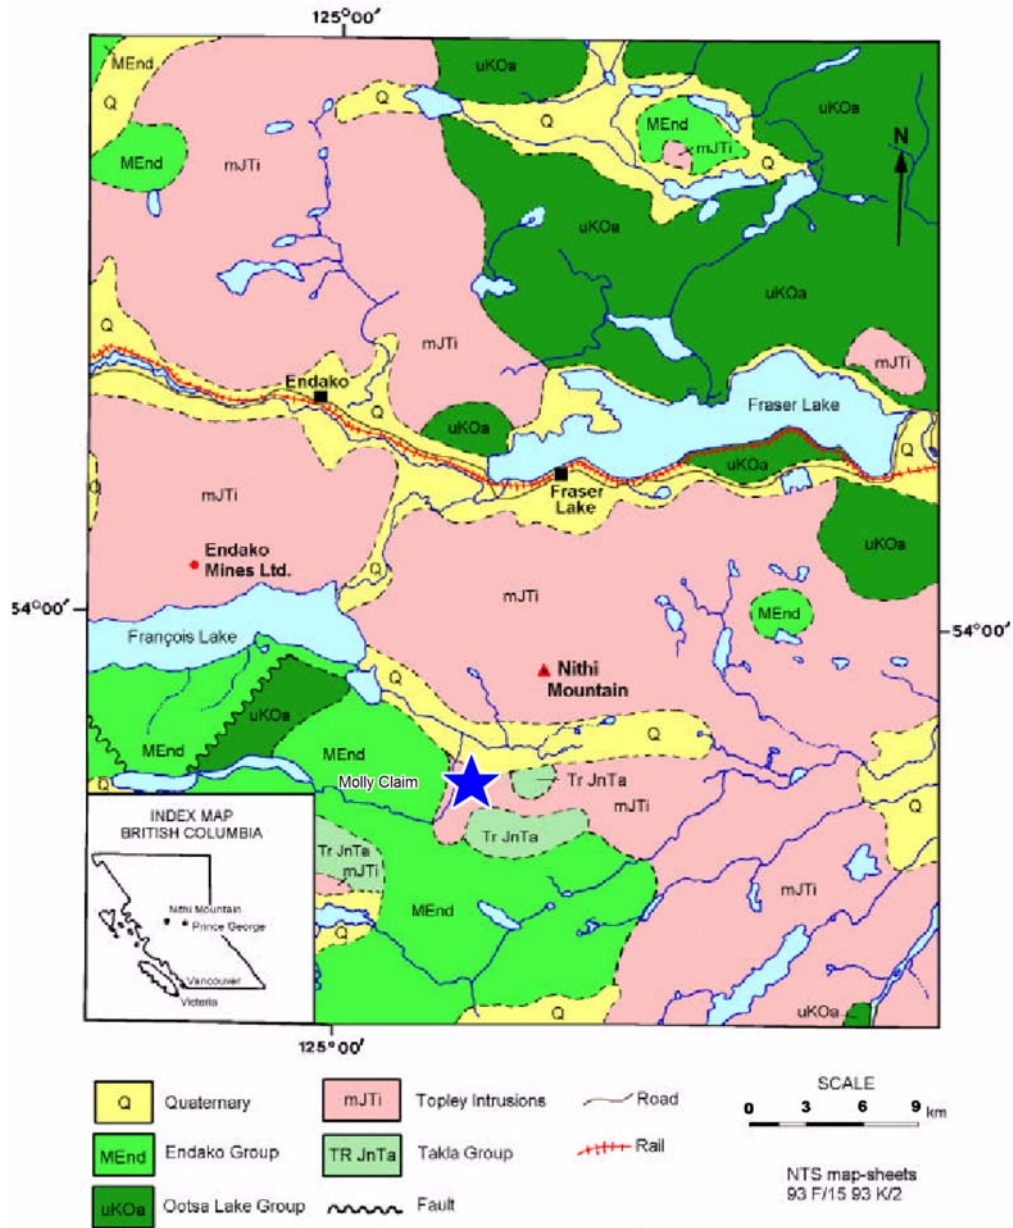 125°00'
MEnd
Q
uKOa
Q
Q
MEnd
uKOa
mJTi
MEnd
mJTi
Q
N
uKOa
uKOa
Q
mJTi
mJTi
Endako
Q
uKOa
Fraser Lake
Q
uKOa
Fraser
Lake
Q
mJTi
uKOa
Endako
Mines Ltd.
Q
mJTi
MEnd
54°00'
54°00'
François Lake
Nithi
Mountain
Q
uKOa
Q
MEnd
MEnd
Molly Claim
Tr JnTa
mJTi
Q
Q
Tr JnTa
INDEX MAP
BRITISH COLUMBIA
Nithi Mountain
Prince George
Vancouver
Victoria
Tr JnTa
mJTi
MEnd
mJTi
Q
Q
uKOa
125°00'
Q Quaternary
mJTi Topley Intrusions
Road
MEnd Endako Group
TR JnTa Takla Group
Rail
uKOa Ootsa Lake Group
Fault
SCALE
0 3 6 9 km
NTS map-sheets
93 F/15 93 K/2